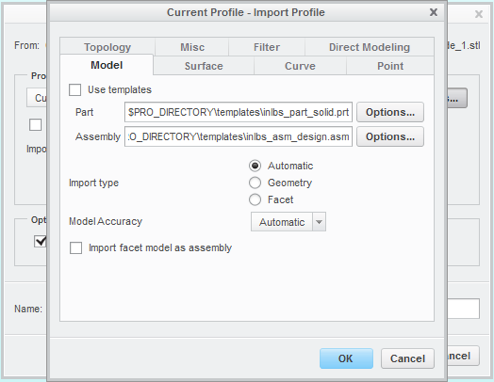 Current Profile - Import Profile
From:
de_1.stl
Topology Misc Filter Direct Modeling
Model Surface Curve Point
Pro
Use templates
Cu
Part $PRO_DIRECTORY\templates\inlbs_part_solid.prt Options...
Assembly :O_DIRECTORY\templates\inlbs_asm_design.asm Options...
Automatic
Impo
Import type Geometry
Facet
Opt
Model Accuracy Automatic
Import facet model as assembly
Name:
OK Cancel
ncel